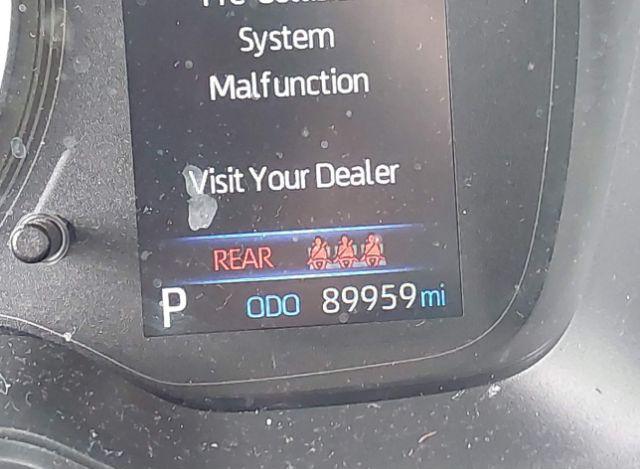 System
Malfunction
Visit Your Dealer
REAR
P ODO 89959 mi